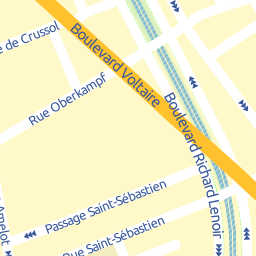 e de Crussol
Boulevard Voltaire
Rue Oberkampf
Boulevard Richard Lenoir
Passage Saint-Sébastien
Rue Saint-Sébastien
Amelot